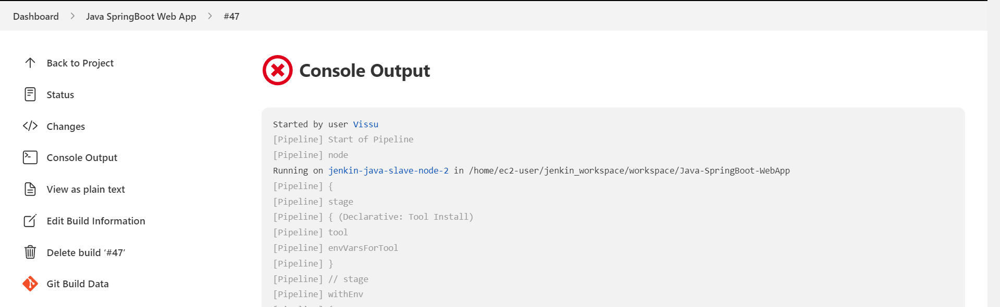 Dashboard > Java SpringBoot Web App > #47
Back to Project
Status
Changes
Console Output
View as plain text
Edit Build Information
Delete build ‘#47’
Git Build Data
Console Output
Started by user Vissu
[Pipeline] Start of Pipeline
[Pipeline] node
Running on jenkin-java-slave-node-2 in /home/ec2-user/jenkin_workspace/workspace/Java-SpringBoot-WebApp
[Pipeline] {
[Pipeline] stage
[Pipeline] { (Declarative: Tool Install)
[Pipeline] tool
[Pipeline] envVarsForTool
[Pipeline] }
[Pipeline] // stage
[Pipeline] withEnv